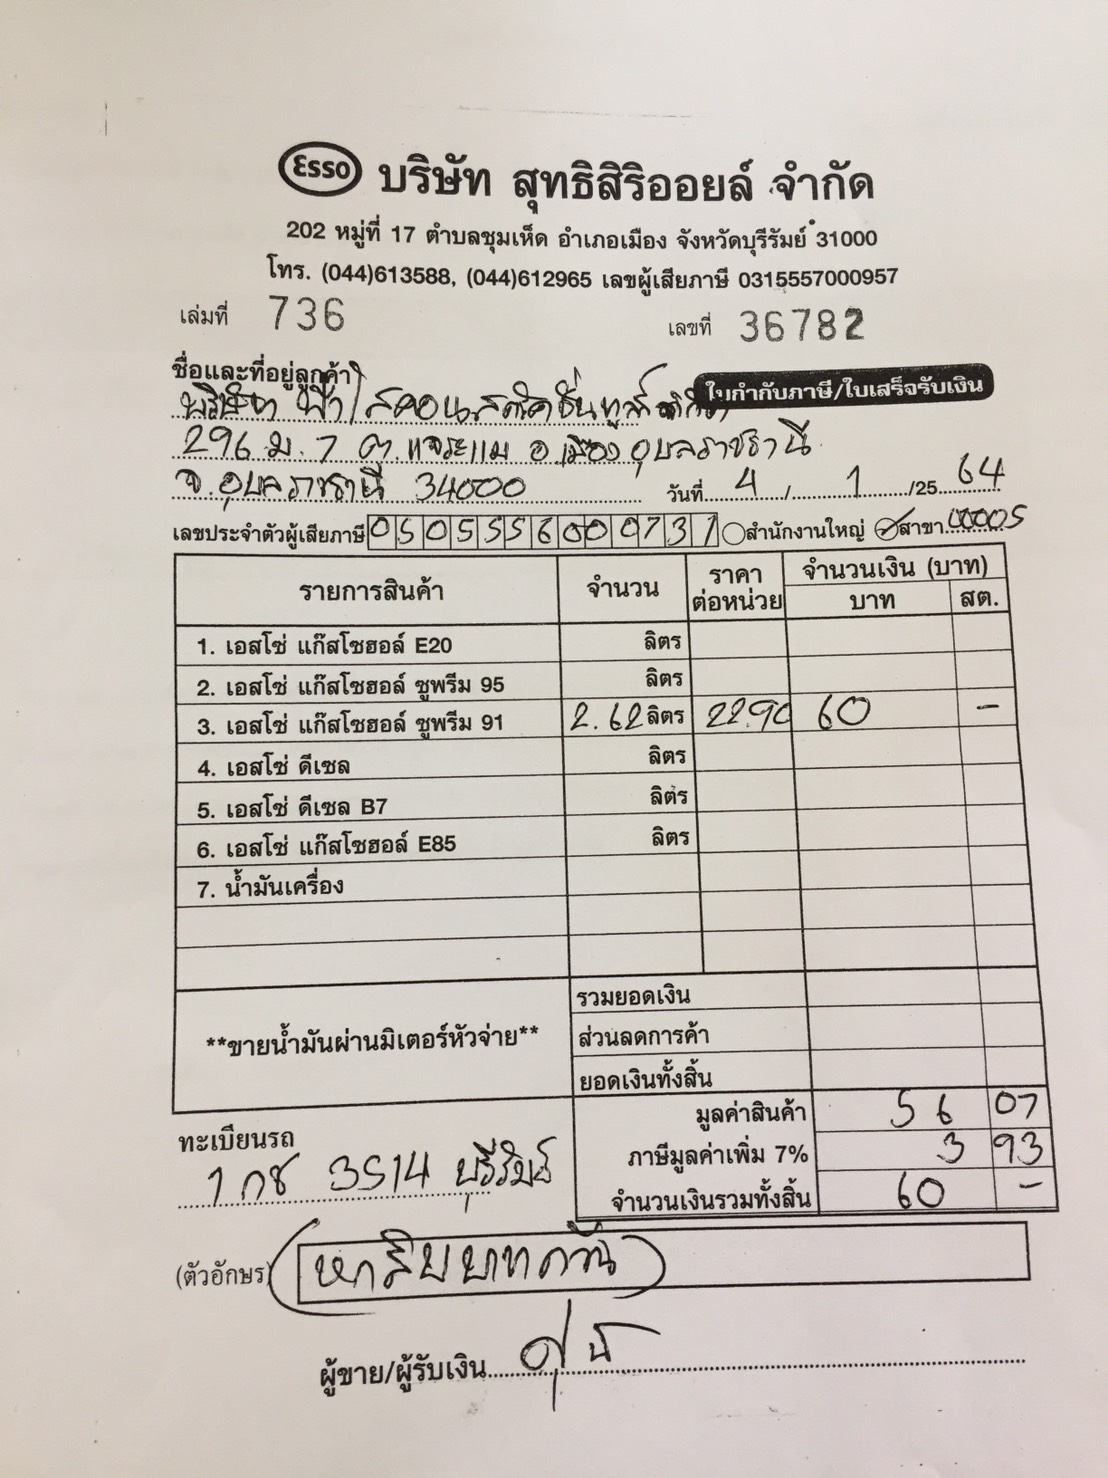 Esso บริษัท สุทธิสิริออยล์ จำกัด
202 หมู่ที่ 17 ตำบลชุมเห็ด อำเภอเมือง จังหวัดบุรีรัมย์ 31000
โทร. (044)613588, (044)612965 เลขผู้เสียภาษี 0315557000957
เล่มที่ 736 เลขที่ 36782
ชื่อและที่อยู่ลูกค้า
ใบกำกับภาษี/ใบเสร็จรับเงิน
บริษัท
296 ม.7 ต.แจระแม อ.เมือง อุบลราชธานี
จ.อุบลราชธานี 34000 วันที่ 4 / 1 /25 64
เลขประจำตัวผู้เสียภาษี 0505556000731 สำนักงานใหญ่ สาขา 00005
รายการสินค้า จำนวน ราคาต่อหน่วย จำนวนเงิน (บาท)
บาท สต.
1. เอสโซ่ แก๊สโซฮอล์ E20 ลิตร
2. เอสโซ่ แก๊สโซฮอล์ ซูพรีม 95 ลิตร
3. เอสโซ่ แก๊สโซฮอล์ ซูพรีม 91 2.62 ลิตร 22.90 60 -
4. เอสโซ่ ดีเซล ลิตร
5. เอสโซ่ ดีเซล B7 ลิตร
6. เอสโซ่ แก๊สโซฮอล์ E85 ลิตร
7. น้ำมันเครื่อง
รวมยอดเงิน
**ขายน้ำมันผ่านมิเตอร์หัวจ่าย** ส่วนลดการค้า
ยอดเงินทั้งสิ้น
มูลค่าสินค้า 56 07
ทะเบียนรถ
ภาษีมูลค่าเพิ่ม 7% 3 93
1 กช 3514 บุรีรัมย์
จำนวนเงินรวมทั้งสิ้น 60 -
(ตัวอักษร) (หกสิบบาทถ้วน)
ผู้ขาย/ผู้รับเงิน